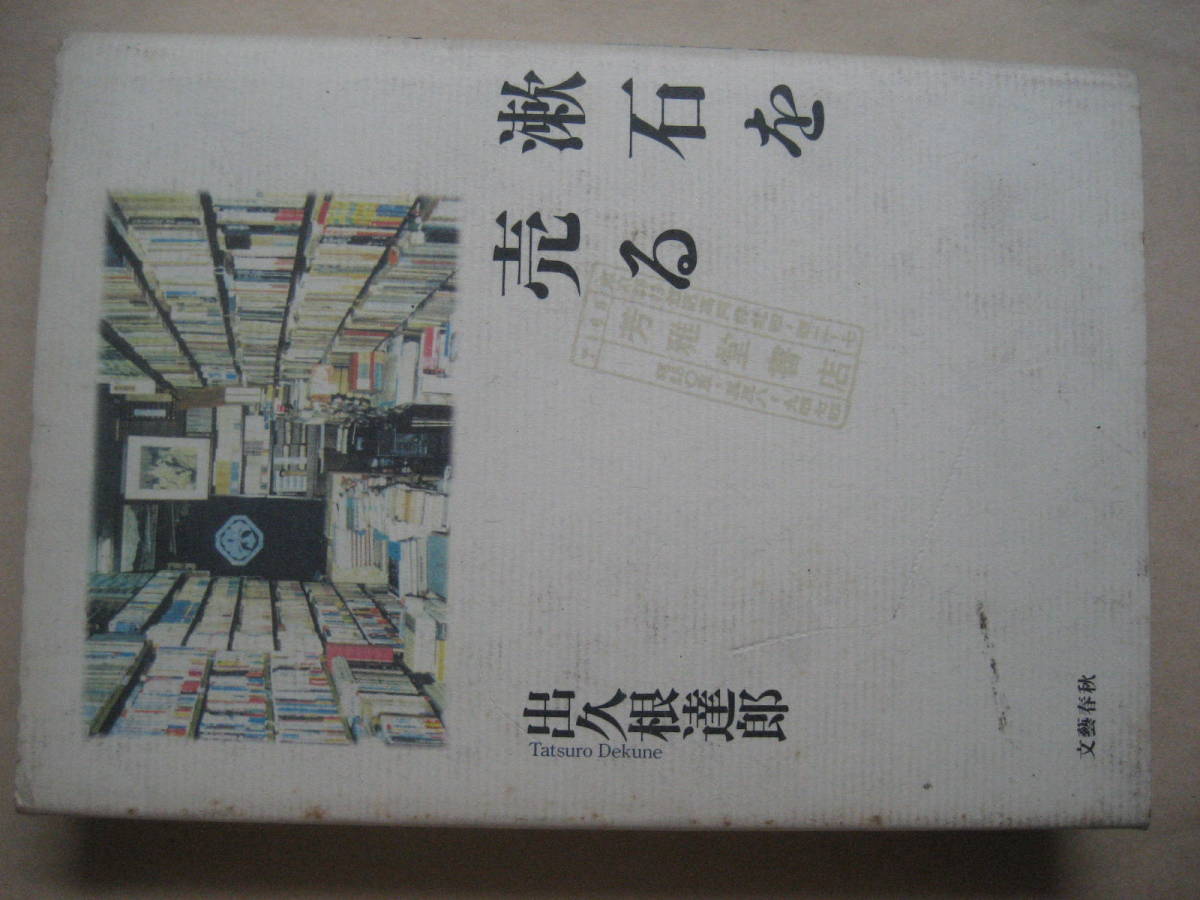 漱石を
売る
芳雅堂書店
出久根達郎
Tatsuro Dekune
文藝春秋